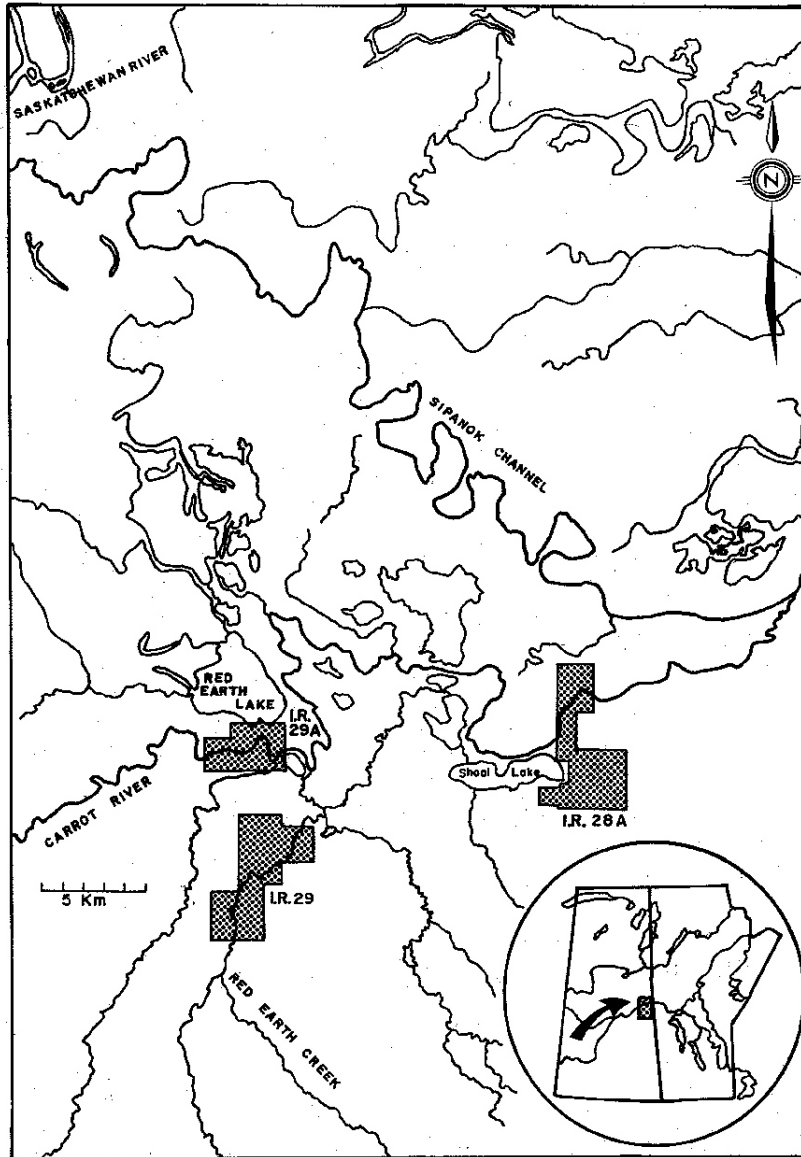 SASKATCHEWAN RIVER
N
SIPANOK CHANNEL
RED
EARTH
LAKE
I.R.
29A
Shoal Lake
CARROT RIVER
I.R. 28A
5 Km
I.R. 29
RED EARTH CREEK